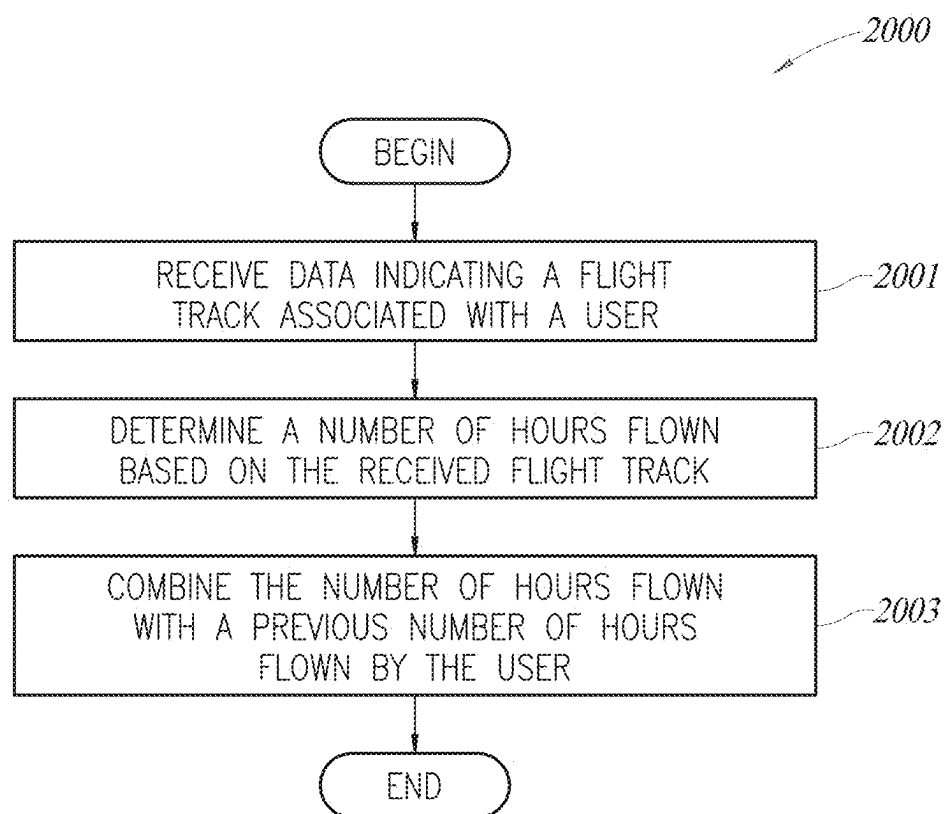 2000
BEGIN
RECEIVE DATA INDICATING A FLIGHT
TRACK ASSOCIATED WITH A USER
2001
DETERMINE A NUMBER OF HOURS FLOWN
BASED ON THE RECEIVED FLIGHT TRACK
2002
COMBINE THE NUMBER OF HOURS FLOWN
WITH A PREVIOUS NUMBER OF HOURS
FLOWN BY THE USER
2003
END